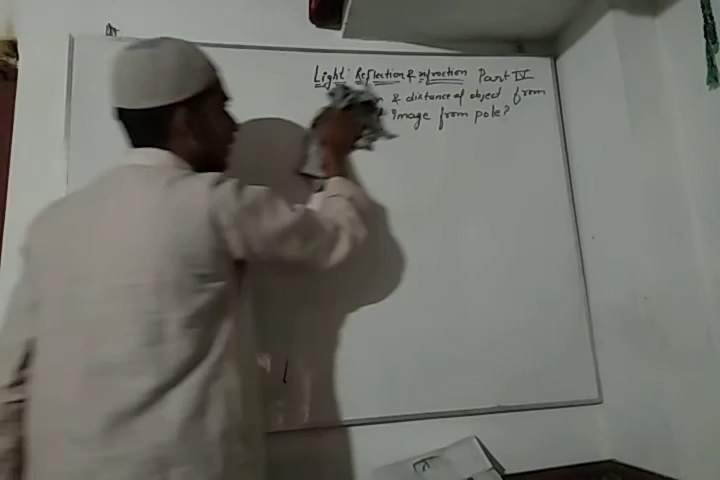 Light: Reflection & refraction Part IV
& distance of object from
image from pole?